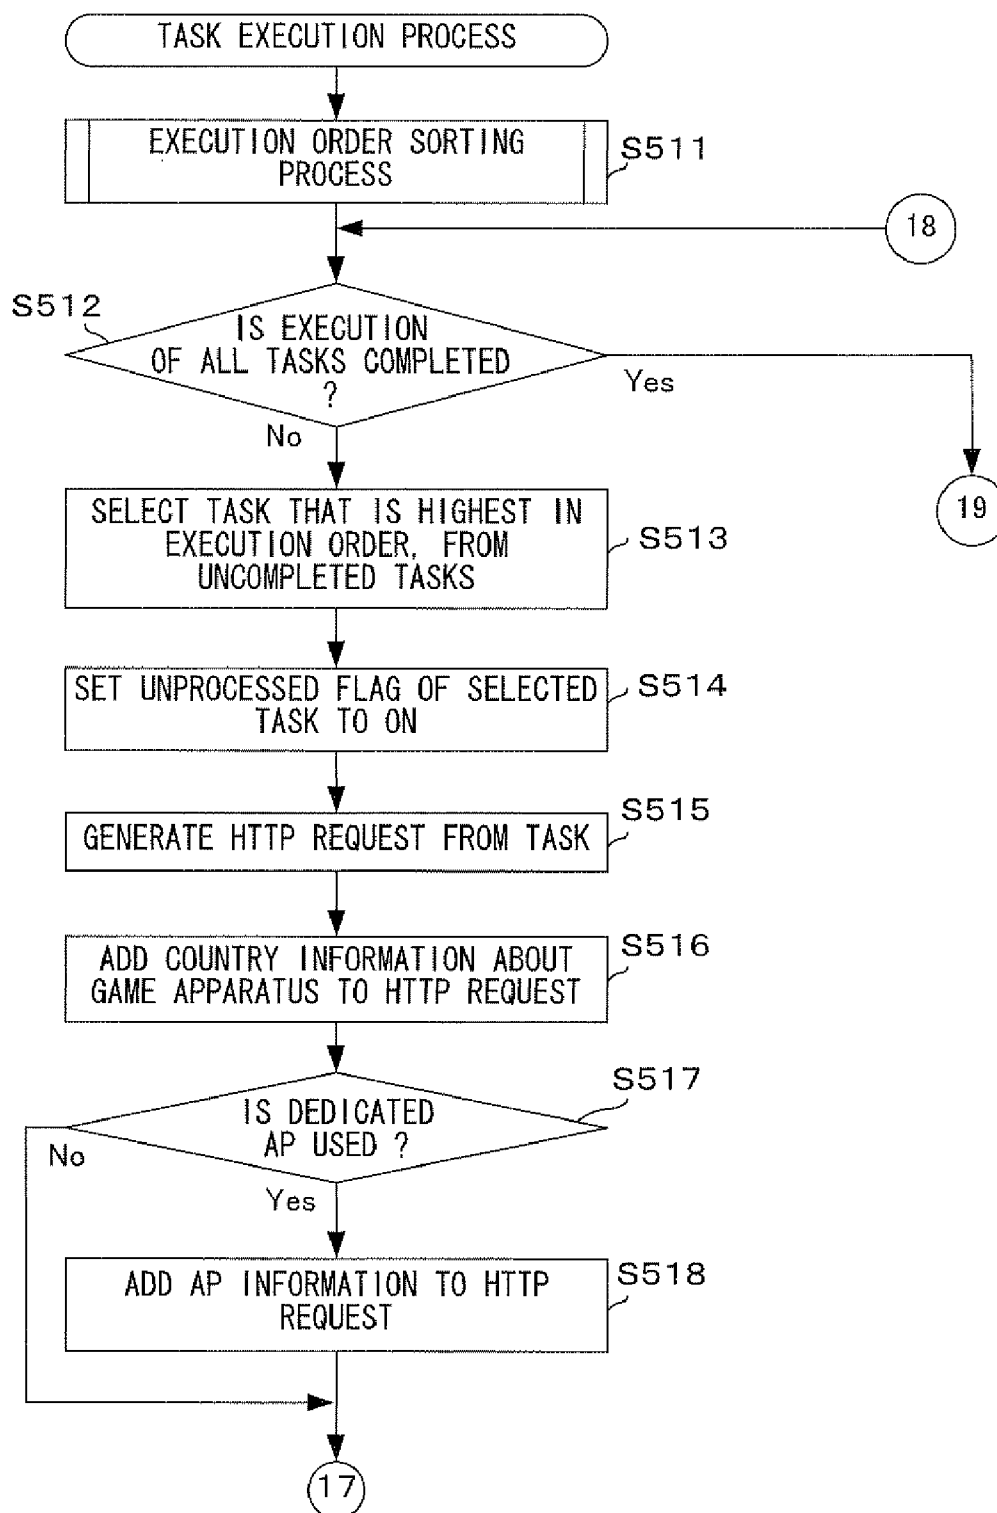 TASK EXECUTION PROCESS
EXECUTION ORDER SORTING
PROCESS
S511
18
S512
IS EXECUTION
OF ALL TASKS COMPLETED
?
Yes
No
19
SELECT TASK THAT IS HIGHEST IN
EXECUTION ORDER, FROM
UNCOMPLETED TASKS
S513
SET UNPROCESSED FLAG OF SELECTED
TASK TO ON
S514
GENERATE HTTP REQUEST FROM TASK
S515
ADD COUNTRY INFORMATION ABOUT
GAME APPARATUS TO HTTP REQUEST
S516
IS DEDICATED
AP USED ?
S517
No
Yes
ADD AP INFORMATION TO HTTP
REQUEST
S518
17